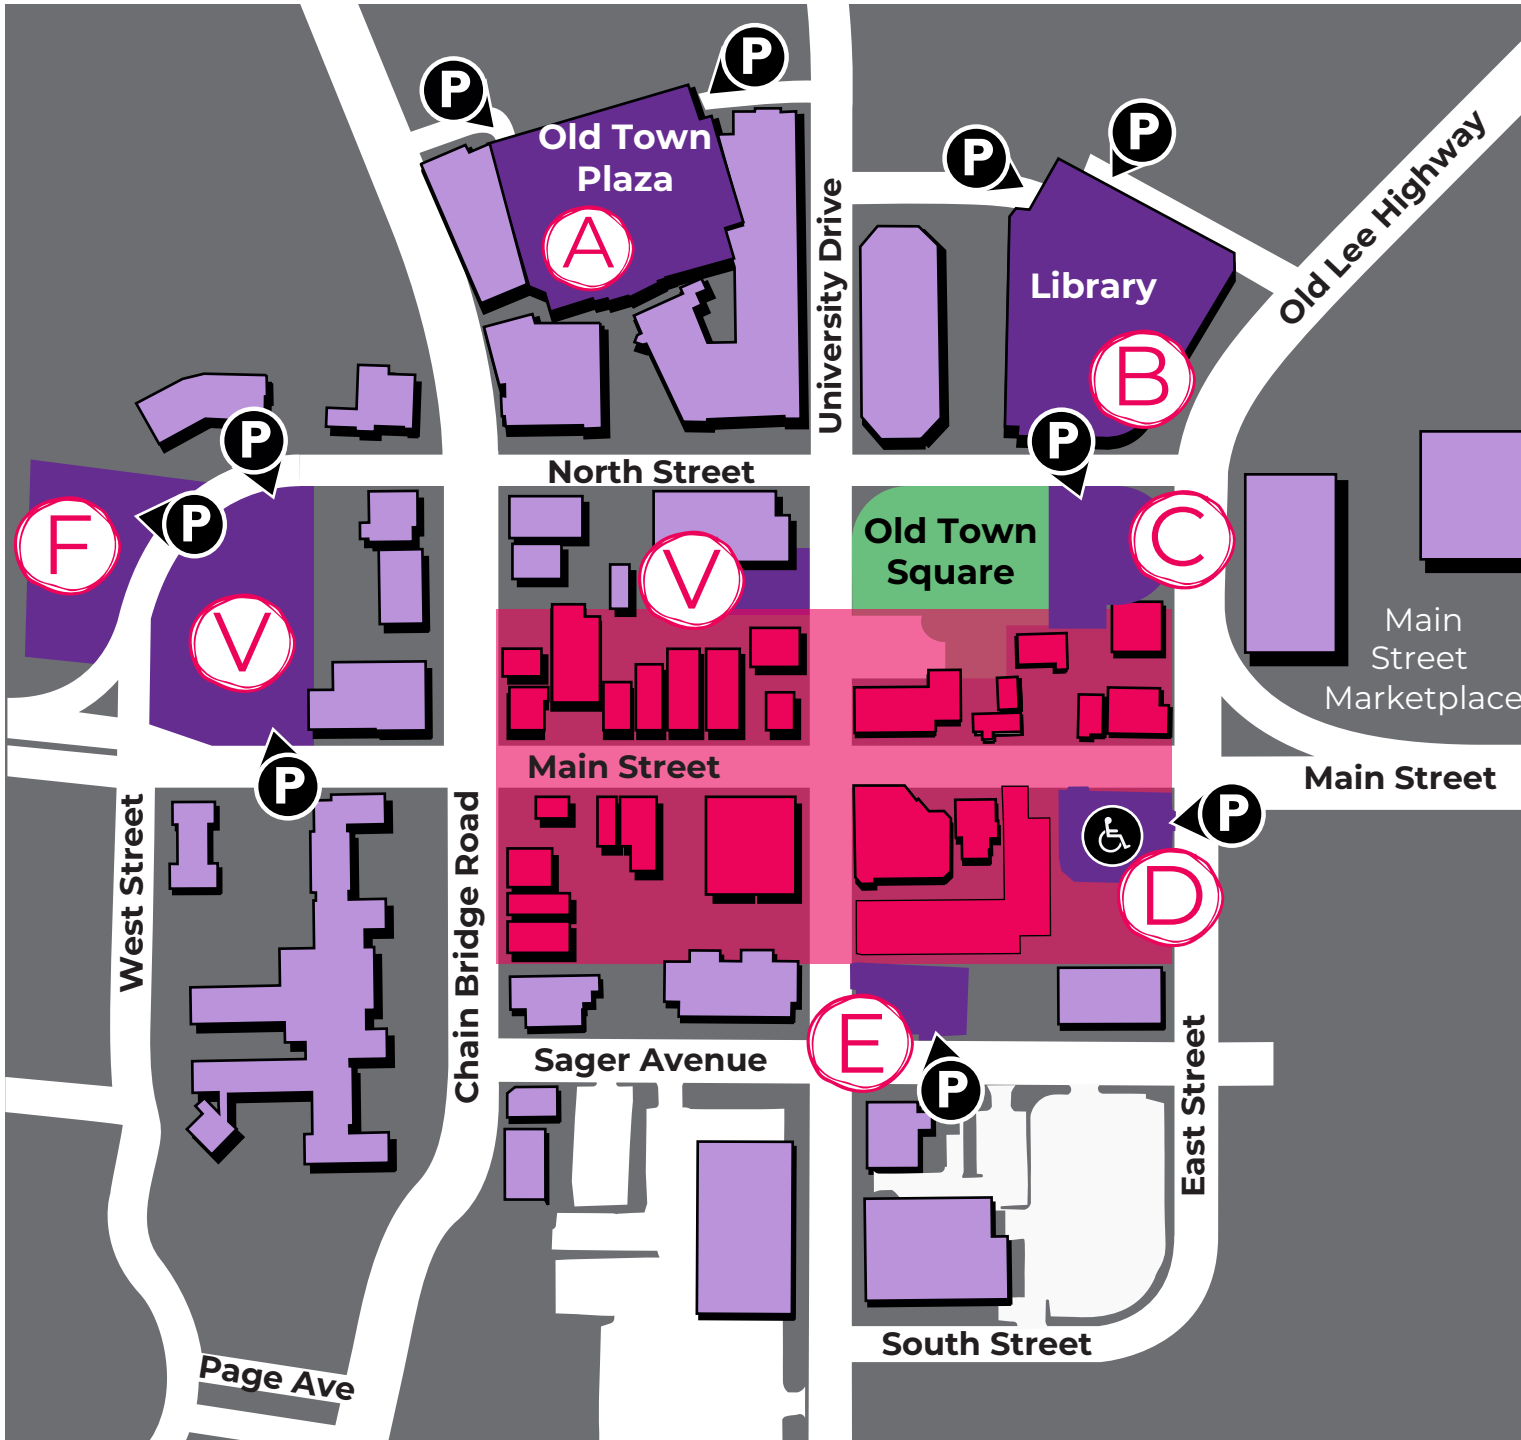 P
P
Old Town
Plaza
A
P
P
Old Lee Highway
University Drive
Library
B
P
P
P
North Street
F
V
V
Old Town
Square
C
Main
Street
Marketplace
Main Street
Main Street
P
P
D
West Street
Chain Bridge Road
E
Sager Avenue
P
East Street
South Street
Page Ave